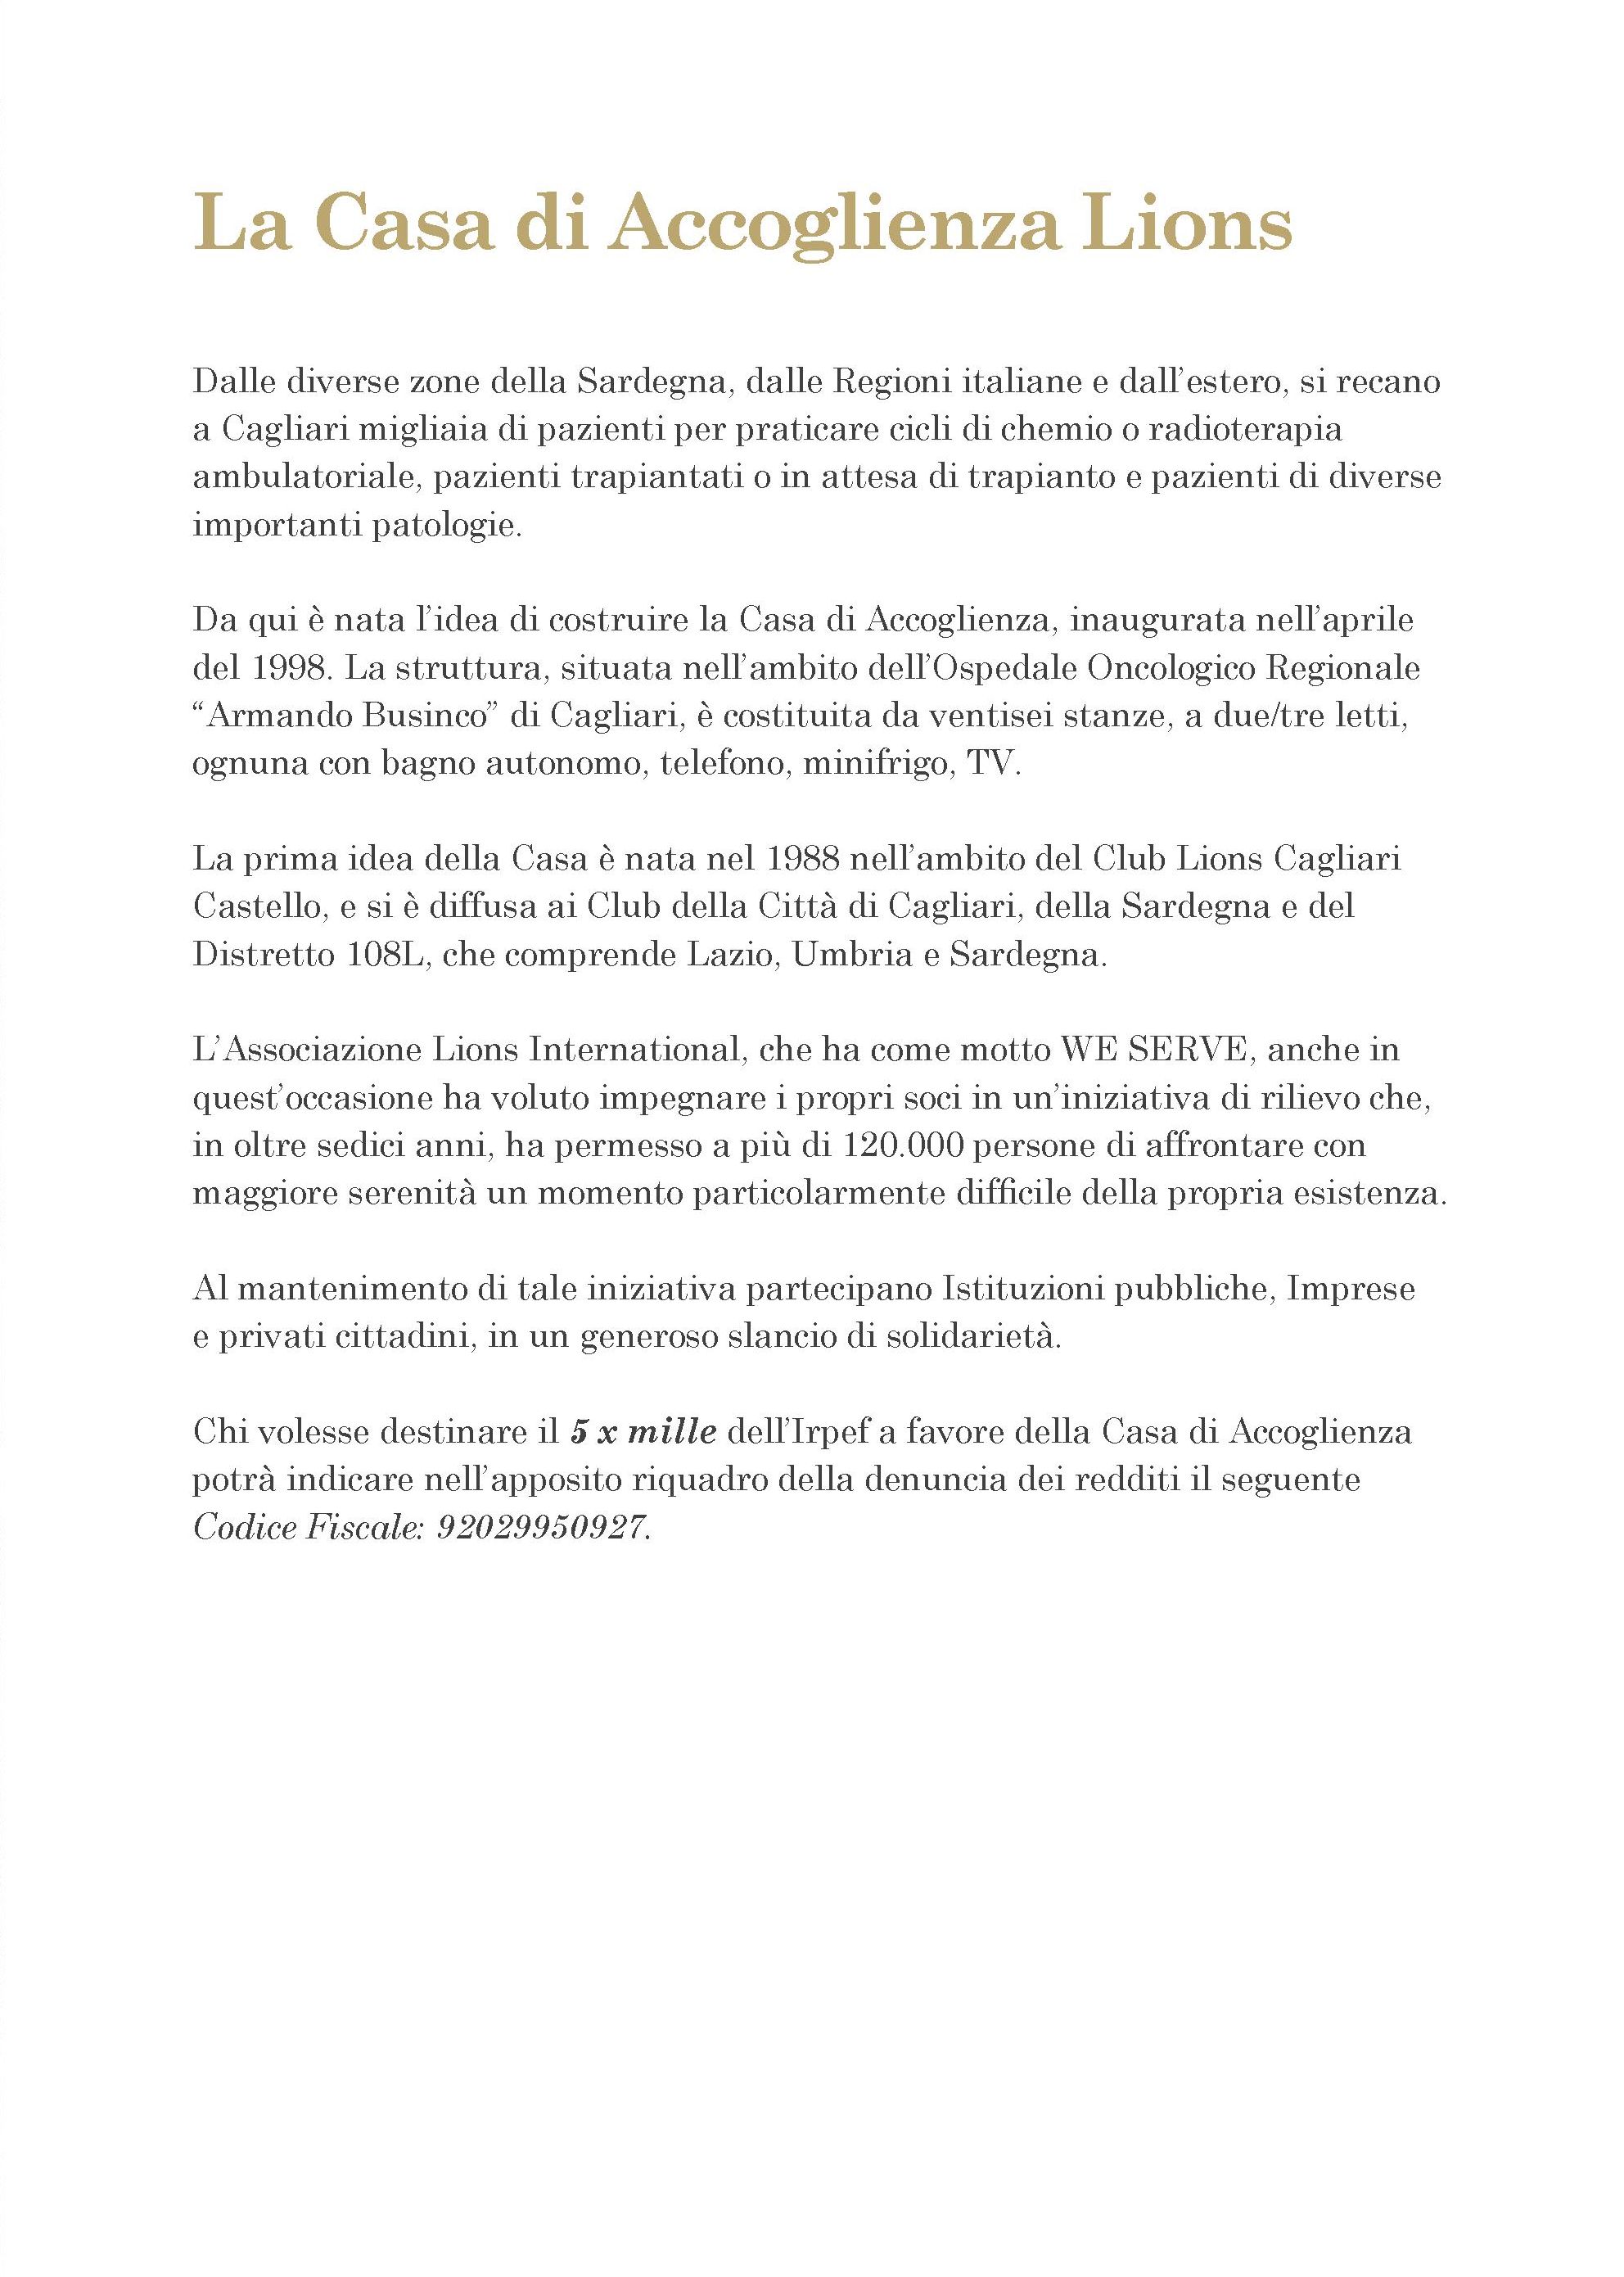 La Casa di Accoglienza Lions
Dalle diverse zone della Sardegna, dalle Regioni italiane e dall’estero, si recano
a Cagliari migliaia di pazienti per praticare cicli di chemio o radioterapia
ambulatoriale, pazienti trapiantati o in attesa di trapianto e pazienti di diverse
importanti patologie.
Da qui è nata l’idea di costruire la Casa di Accoglienza, inaugurata nell’aprile
del 1998. La struttura, situata nell’ambito dell’Ospedale Oncologico Regionale
“Armando Businco” di Cagliari, è costituita da ventisei stanze, a due/tre letti,
ognuna con bagno autonomo, telefono, minifrigo, TV.
La prima idea della Casa è nata nel 1988 nell’ambito del Club Lions Cagliari
Castello, e si è diffusa ai Club della Città di Cagliari, della Sardegna e del
Distretto 108L, che comprende Lazio, Umbria e Sardegna.
L’Associazione Lions International, che ha come motto WE SERVE, anche in
quest’occasione ha voluto impegnare i propri soci in un’iniziativa di rilievo che,
in oltre sedici anni, ha permesso a più di 120.000 persone di affrontare con
maggiore serenità un momento particolarmente difficile della propria esistenza.
Al mantenimento di tale iniziativa partecipano Istituzioni pubbliche, Imprese
e privati cittadini, in un generoso slancio di solidarietà.
Chi volesse destinare il 5 x mille dell’Irpef a favore della Casa di Accoglienza
potrà indicare nell’apposito riquadro della denuncia dei redditi il seguente
Codice Fiscale: 92029950927.